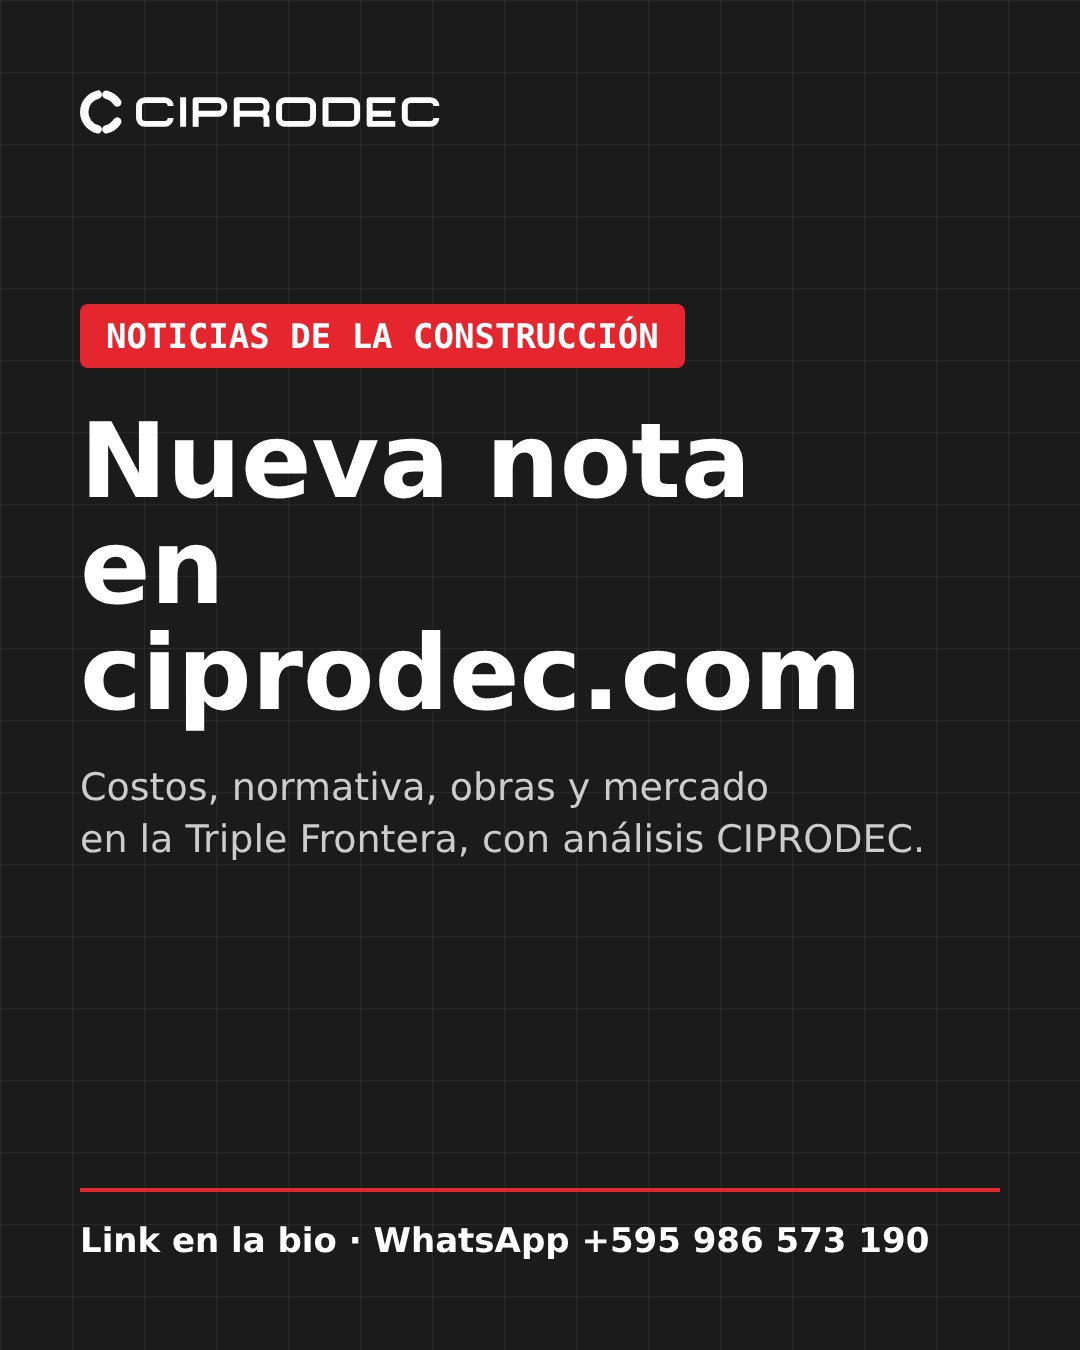 CIPRODEC
NOTICIAS DE LA CONSTRUCCIÓN
Nueva nota
en
ciprodec.com
Costos, normativa, obras y mercado
en la Triple Frontera, con análisis CIPRODEC.
Link en la bio · WhatsApp +595 986 573 190